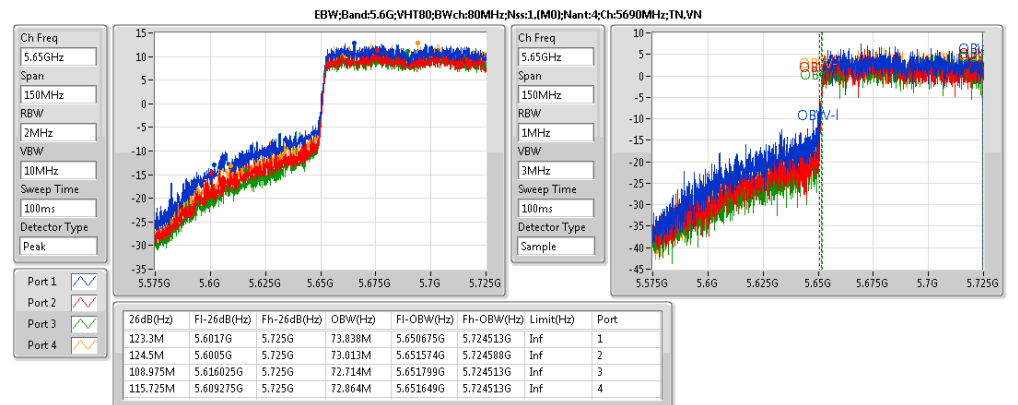 EBW;Band:5.6G;VHT80;BWch:80MHz;Nss:1,(M0);Nant:4;Ch:5690MHz;TN,VN
Ch Freq
5.65GHz
Span
150MHz
RBW
2MHz
VBW
10MHz
Sweep Time
100ms
Detector Type
Peak
15
10
5
0
-5
-10
-15
-20
-25
-30
-35
5.575G 5.6G 5.625G 5.65G 5.675G 5.7G 5.725G
Ch Freq
5.65GHz
Span
150MHz
RBW
1MHz
VBW
3MHz
Sweep Time
100ms
Detector Type
Sample
10
5
0
-5
-10
-15
-20
-25
-30
-35
-40
-45
OBW-l
5.575G 5.6G 5.625G 5.65G 5.675G 5.7G 5.725G
Port 1
Port 2
Port 3
Port 4
26dB(Hz) Fl-26dB(Hz) Fh-26dB(Hz) OBW(Hz) Fl-OBW(Hz) Fh-OBW(Hz) Limit(Hz) Port
123.3M 5.6017G 5.725G 73.838M 5.650675G 5.724513G Inf 1
124.5M 5.6005G 5.725G 73.013M 5.651574G 5.724588G Inf 2
108.975M 5.616025G 5.725G 72.714M 5.651799G 5.724513G Inf 3
115.725M 5.609275G 5.725G 72.864M 5.651649G 5.724513G Inf 4